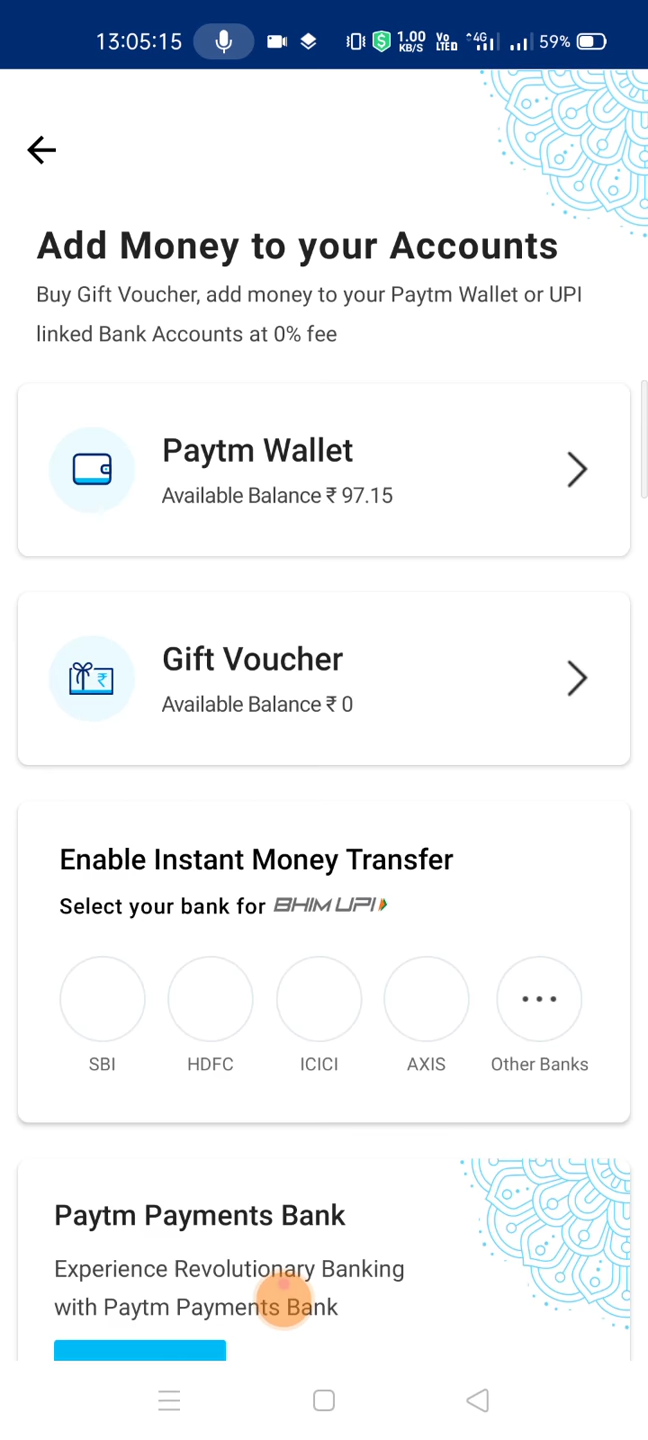 13:05:15 1.00 KB/S Vo LTED 4G 59%
Add Money to your Accounts
Buy Gift Voucher, add money to your Paytm Wallet or UPI
linked Bank Accounts at 0% fee
Paytm Wallet
Available Balance ₹ 97.15
Gift Voucher
Available Balance ₹ 0
Enable Instant Money Transfer
Select your bank for BHIM UPI
SBI HDFC ICICI AXIS Other Banks
Paytm Payments Bank
Experience Revolutionary Banking
with Paytm Payments Bank